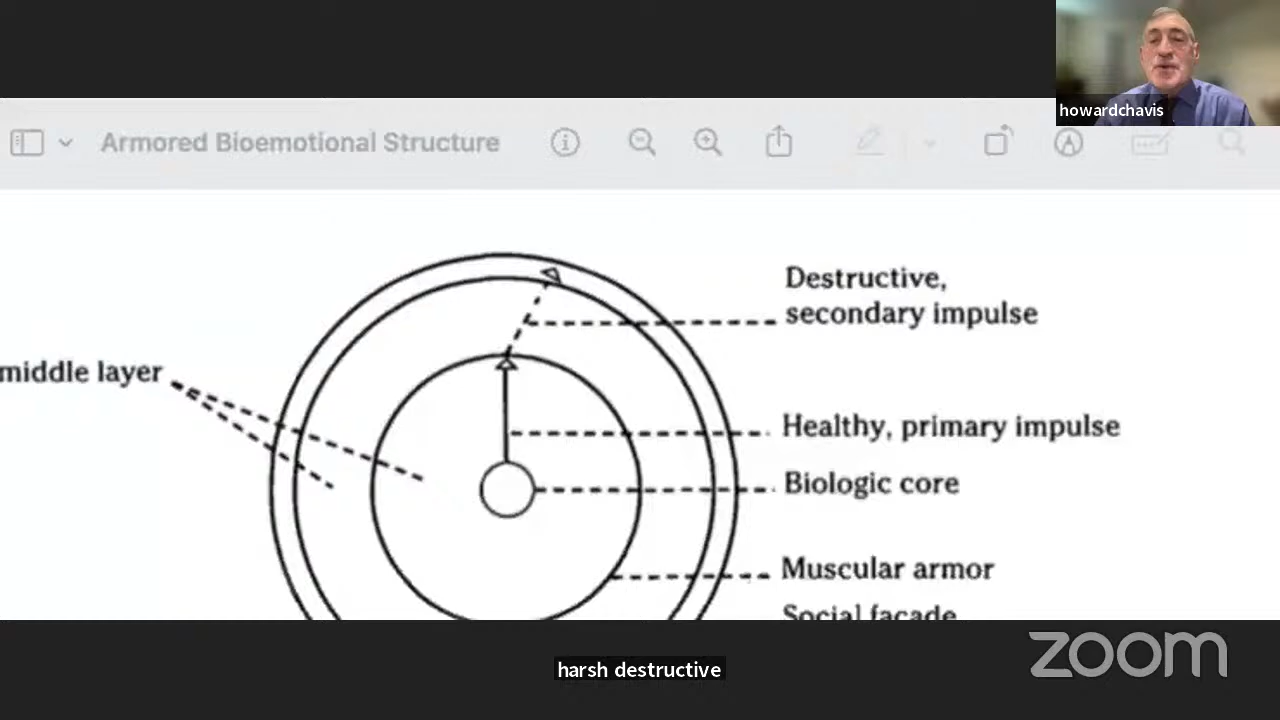 howardchavis
Armored Bioemotional Structure
Destructive,
secondary impulse
middle layer
Healthy, primary impulse
Biologic core
Muscular armor
Social facade
zoom
harsh destructive